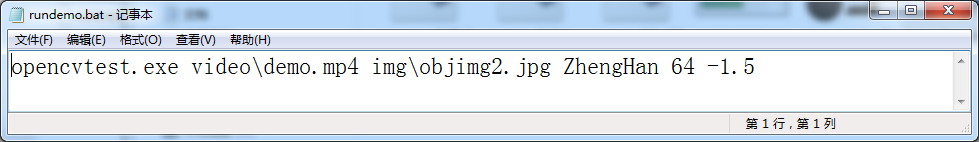 rundemo.bat - 记事本
文件(F) 编辑(E) 格式(O) 查看(V) 帮助(H)
opencvtest.exe video\demo.mp4 img\objimg2.jpg ZhengHan 64 -1.5
第 1 行，第 1 列